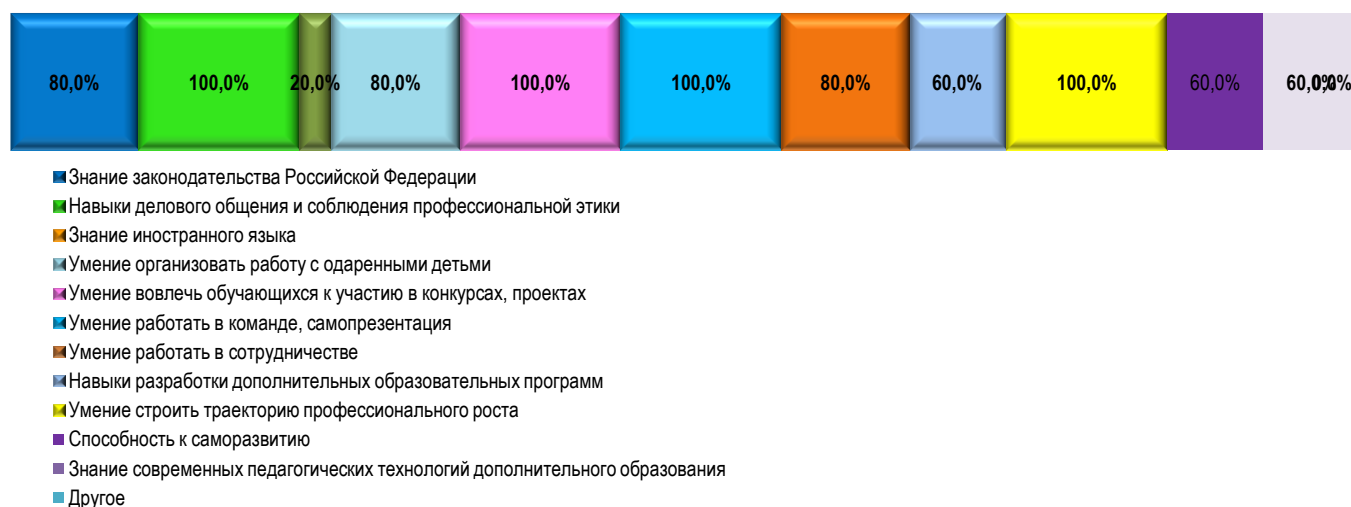 80,0% 100,0% 20,0% 80,0% 100,0% 100,0% 80,0% 60,0% 100,0% 60,0% 60,0%
Знание законодательства Российской Федерации
Навыки делового общения и соблюдения профессиональной этики
Знание иностранного языка
Умение организовать работу с одаренными детьми
Умение вовлечь обучающихся к участию в конкурсах, проектах
Умение работать в команде, самопрезентация
Умение работать в сотрудничестве
Навыки разработки дополнительных образовательных программ
Умение строить траекторию профессионального роста
Способность к саморазвитию
Знание современных педагогических технологий дополнительного образования
Другое